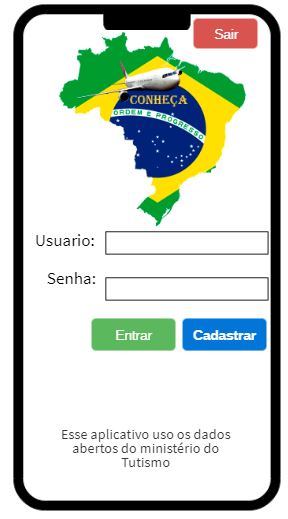 Sair
CONHEÇA
ORDEM E PROGRESSO
Usuario:
Senha:
Entrar
Cadastrar
Esse aplicativo uso os dados
abertos do ministério do
Tutismo